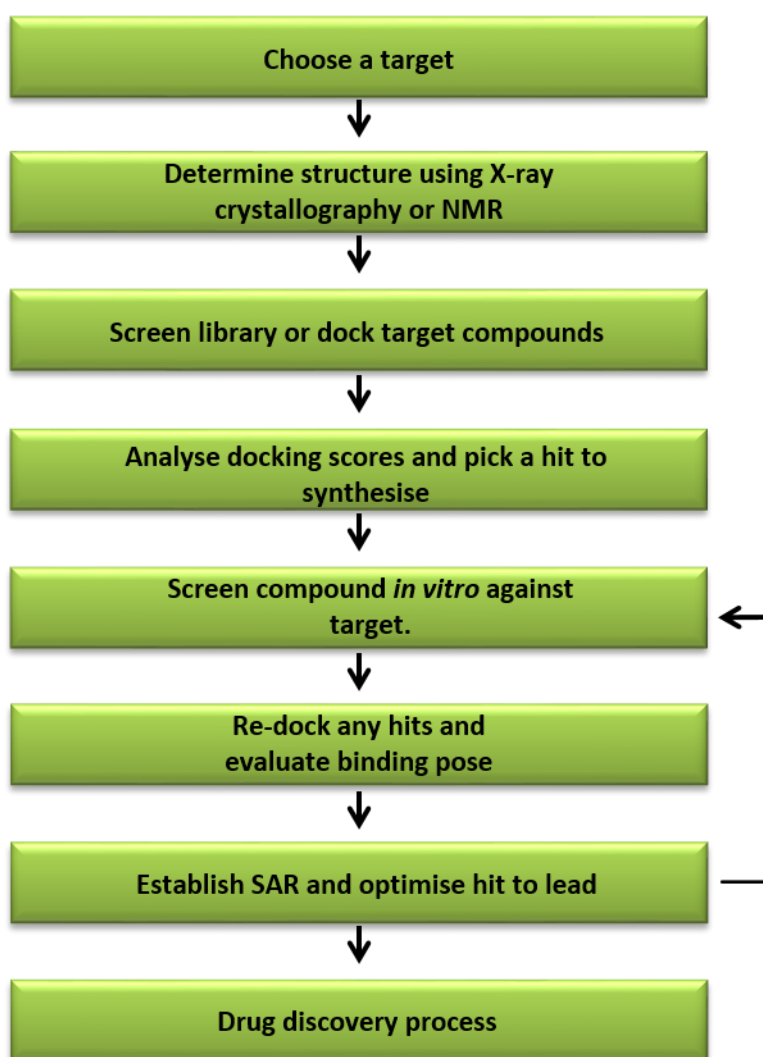 Choose a target
Determine structure using X-ray
crystallography or NMR
Screen library or dock target compounds
Analyse docking scores and pick a hit to
synthesise
Screen compound in vitro against
target.
Re-dock any hits and
evaluate binding pose
Establish SAR and optimise hit to lead
Drug discovery process